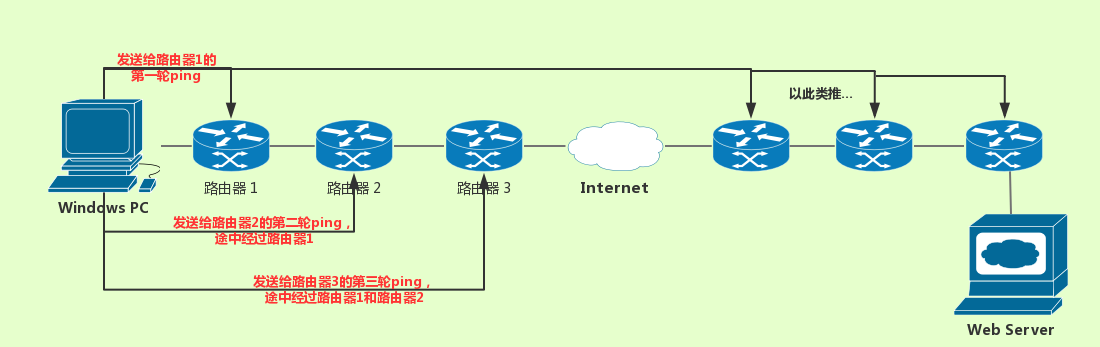 发送给路由器1的
第一轮ping
以此类推...
路由器 1
路由器 2
路由器 3
Internet
Windows PC
发送给路由器2的第二轮ping，
途中经过路由器1
发送给路由器3的第三轮ping，
途中经过路由器1和路由器2
Web Server